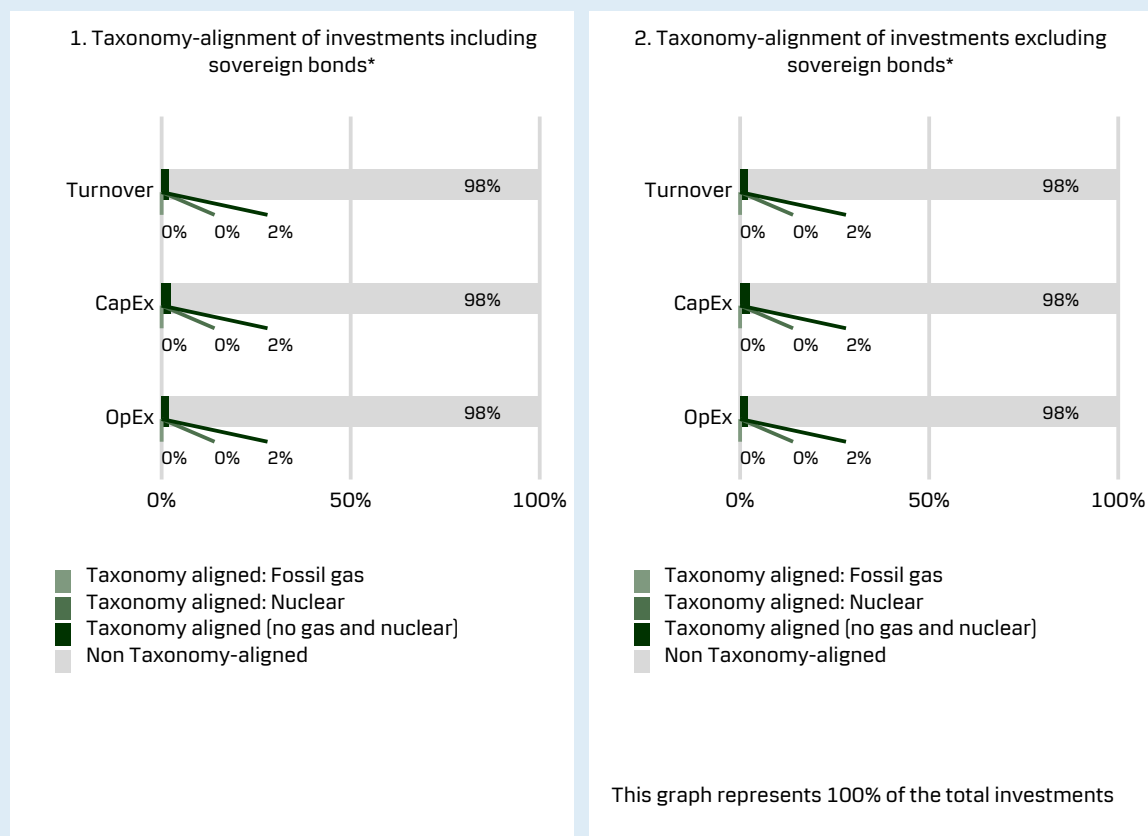 1. Taxonomy-alignment of investments including
sovereign bonds*
Turnover
98%
0% 0% 2%
CapEx
98%
0% 0% 2%
OpEx
98%
0% 0% 2%
0% 50% 100%
Taxonomy aligned: Fossil gas
Taxonomy aligned: Nuclear
Taxonomy aligned (no gas and nuclear)
Non Taxonomy-aligned
2. Taxonomy-alignment of investments excluding
sovereign bonds*
Turnover
98%
0% 0% 2%
CapEx
98%
0% 0% 2%
OpEx
98%
0% 0% 2%
0% 50% 100%
Taxonomy aligned: Fossil gas
Taxonomy aligned: Nuclear
Taxonomy aligned (no gas and nuclear)
Non Taxonomy-aligned
This graph represents 100% of the total investments